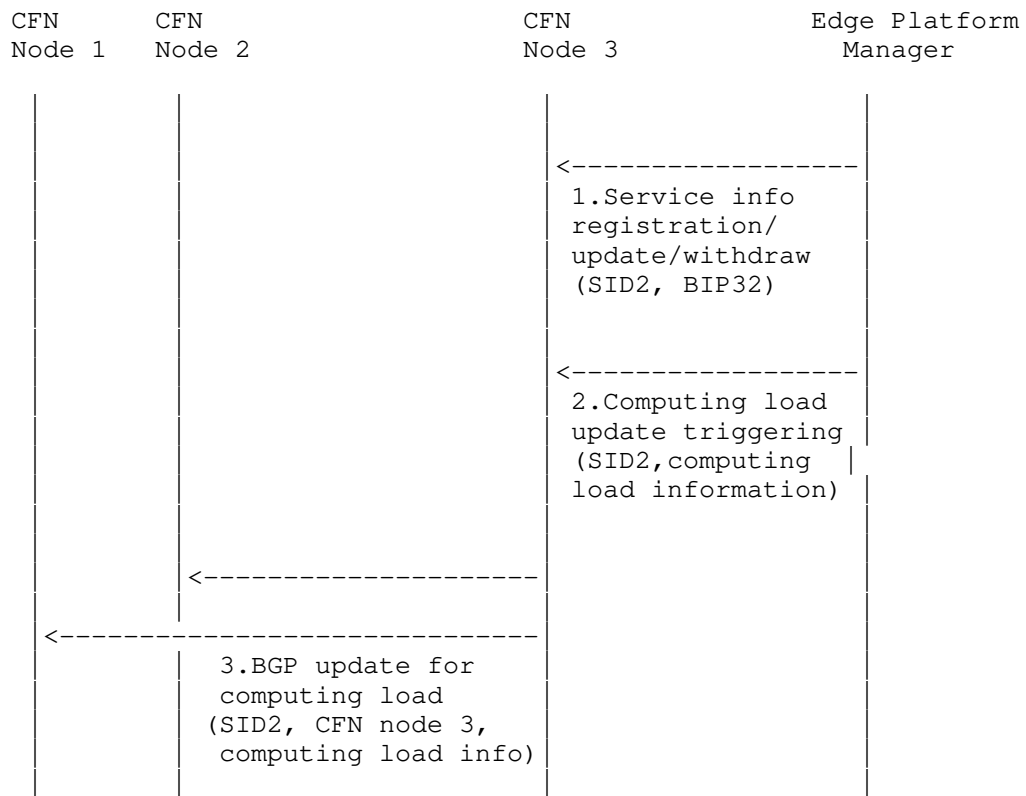 CFN CFN CFN Edge Platform
Node 1 Node 2 Node 3 Manager
1.Service info
registration/
update/withdraw
(SID2, BIP32)
2.Computing load
update triggering
(SID2,computing
load information)
3.BGP update for
computing load
(SID2, CFN node 3,
computing load info)